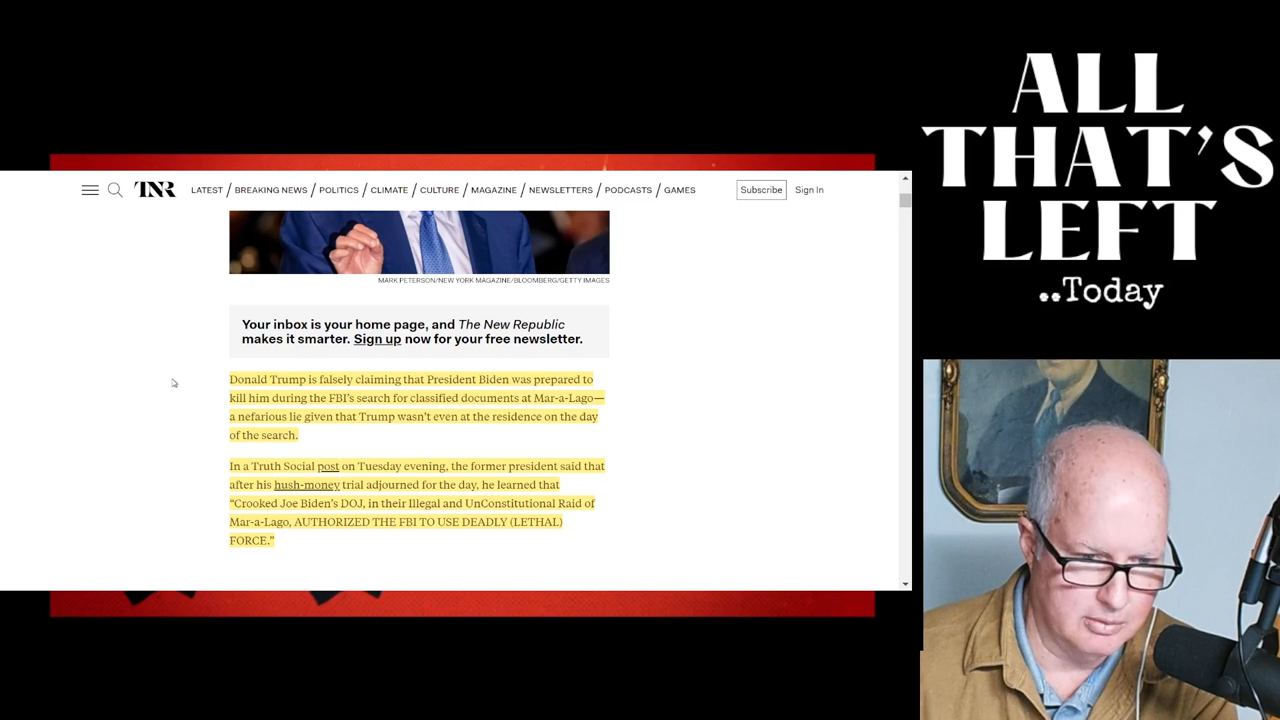 TNR
LATEST / BREAKING NEWS / POLITICS / CLIMATE / CULTURE / MAGAZINE / NEWSLETTERS / PODCASTS / GAMES
Subscribe
Sign In
MARK PETERSON/NEW YORK MAGAZINE/BLOOMBERG/GETTY IMAGES
Your inbox is your home page, and The New Republic
makes it smarter. Sign up now for your free newsletter.
Donald Trump is falsely claiming that President Biden was prepared to
kill him during the FBI’s search for classified documents at Mar-a-Lago—
a nefarious lie given that Trump wasn’t even at the residence on the day
of the search.
In a Truth Social post on Tuesday evening, the former president said that
after his hush-money trial adjourned for the day, he learned that
“Crooked Joe Biden’s DOJ, in their Illegal and UnConstitutional Raid of
Mar-a-Lago, AUTHORIZED THE FBI TO USE DEADLY (LETHAL)
FORCE.”
ALL
THAT’S
LEFT
..Today